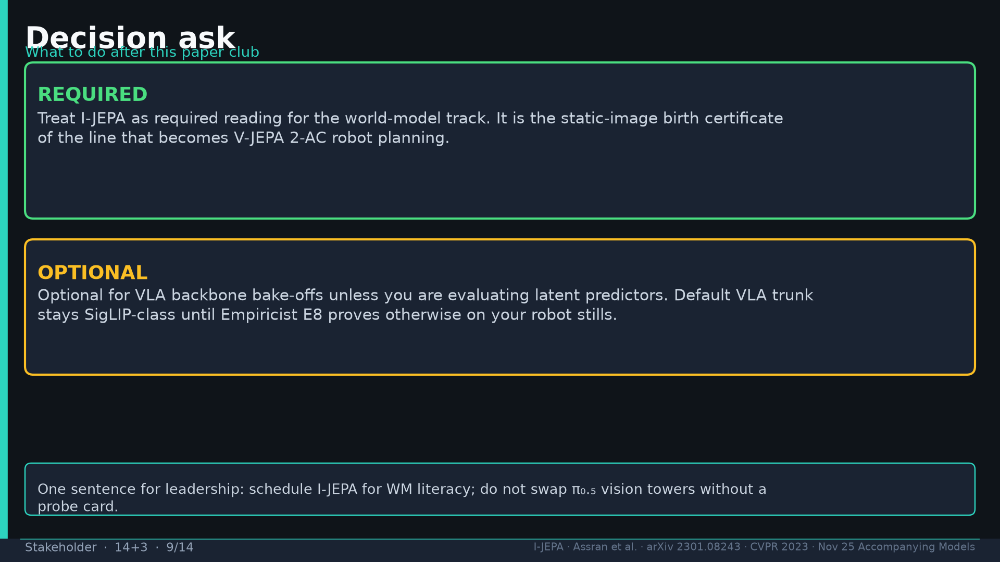 Decision ask
What to do after this paper club
REQUIRED
Treat I-JEPA as required reading for the world-model track. It is the static-image birth certificate
of the line that becomes V-JEPA 2-AC robot planning.
OPTIONAL
Optional for VLA backbone bake-offs unless you are evaluating latent predictors. Default VLA trunk
stays SigLIP-class until Empiricist E8 proves otherwise on your robot stills.
One sentence for leadership: schedule I-JEPA for WM literacy; do not swap π₀.₅ vision towers without a
probe card.
Stakeholder · 14+3 · 9/14
I-JEPA · Assran et al. · arXiv 2301.08243 · CVPR 2023 · Nov 25 Accompanying Models